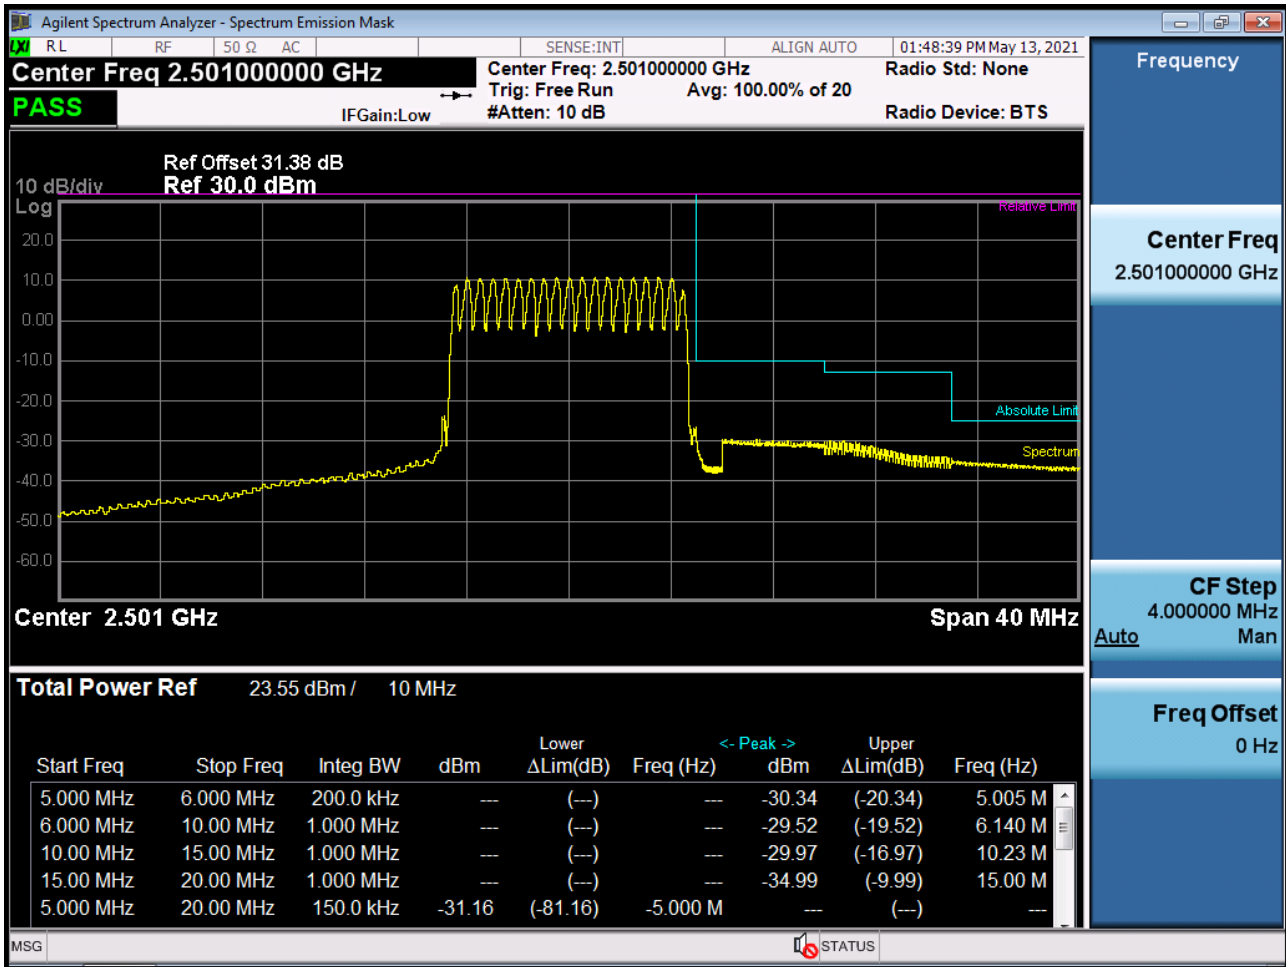 Agilent Spectrum Analyzer - Spectrum Emission Mask
LXI RL RF 50 Ω AC SENSE:INT ALIGN AUTO 01:48:39 PM May 13, 2021
Center Freq 2.501000000 GHz
PASS
IFGain:Low
Center Freq: 2.501000000 GHz
Trig: Free Run Avg: 100.00% of 20
#Atten: 10 dB
Radio Std: None
Radio Device: BTS
Ref Offset 31.38 dB
10 dB/div Ref 30.0 dBm
Log
Relative Limit
20.0
10.0
0.00
-10.0
-20.0
Absolute Limit
-30.0
Spectrum
-40.0
-50.0
-60.0
Center 2.501 GHz Span 40 MHz
Total Power Ref 23.55 dBm / 10 MHz
Lower <- Peak -> Upper
Start Freq Stop Freq Integ BW dBm ΔLim(dB) Freq (Hz) dBm ΔLim(dB) Freq (Hz)
5.000 MHz 6.000 MHz 200.0 kHz --- (---) --- -30.34 (-20.34) 5.005 M
6.000 MHz 10.00 MHz 1.000 MHz --- (---) --- -29.52 (-19.52) 6.140 M
10.00 MHz 15.00 MHz 1.000 MHz --- (---) --- -29.97 (-16.97) 10.23 M
15.00 MHz 20.00 MHz 1.000 MHz --- (---) --- -34.99 (-9.99) 15.00 M
5.000 MHz 20.00 MHz 150.0 kHz -31.16 (-81.16) -5.000 M --- (---) ---
MSG STATUS
Frequency
Center Freq
2.501000000 GHz
CF Step
4.000000 MHz
Auto Man
Freq Offset
0 Hz